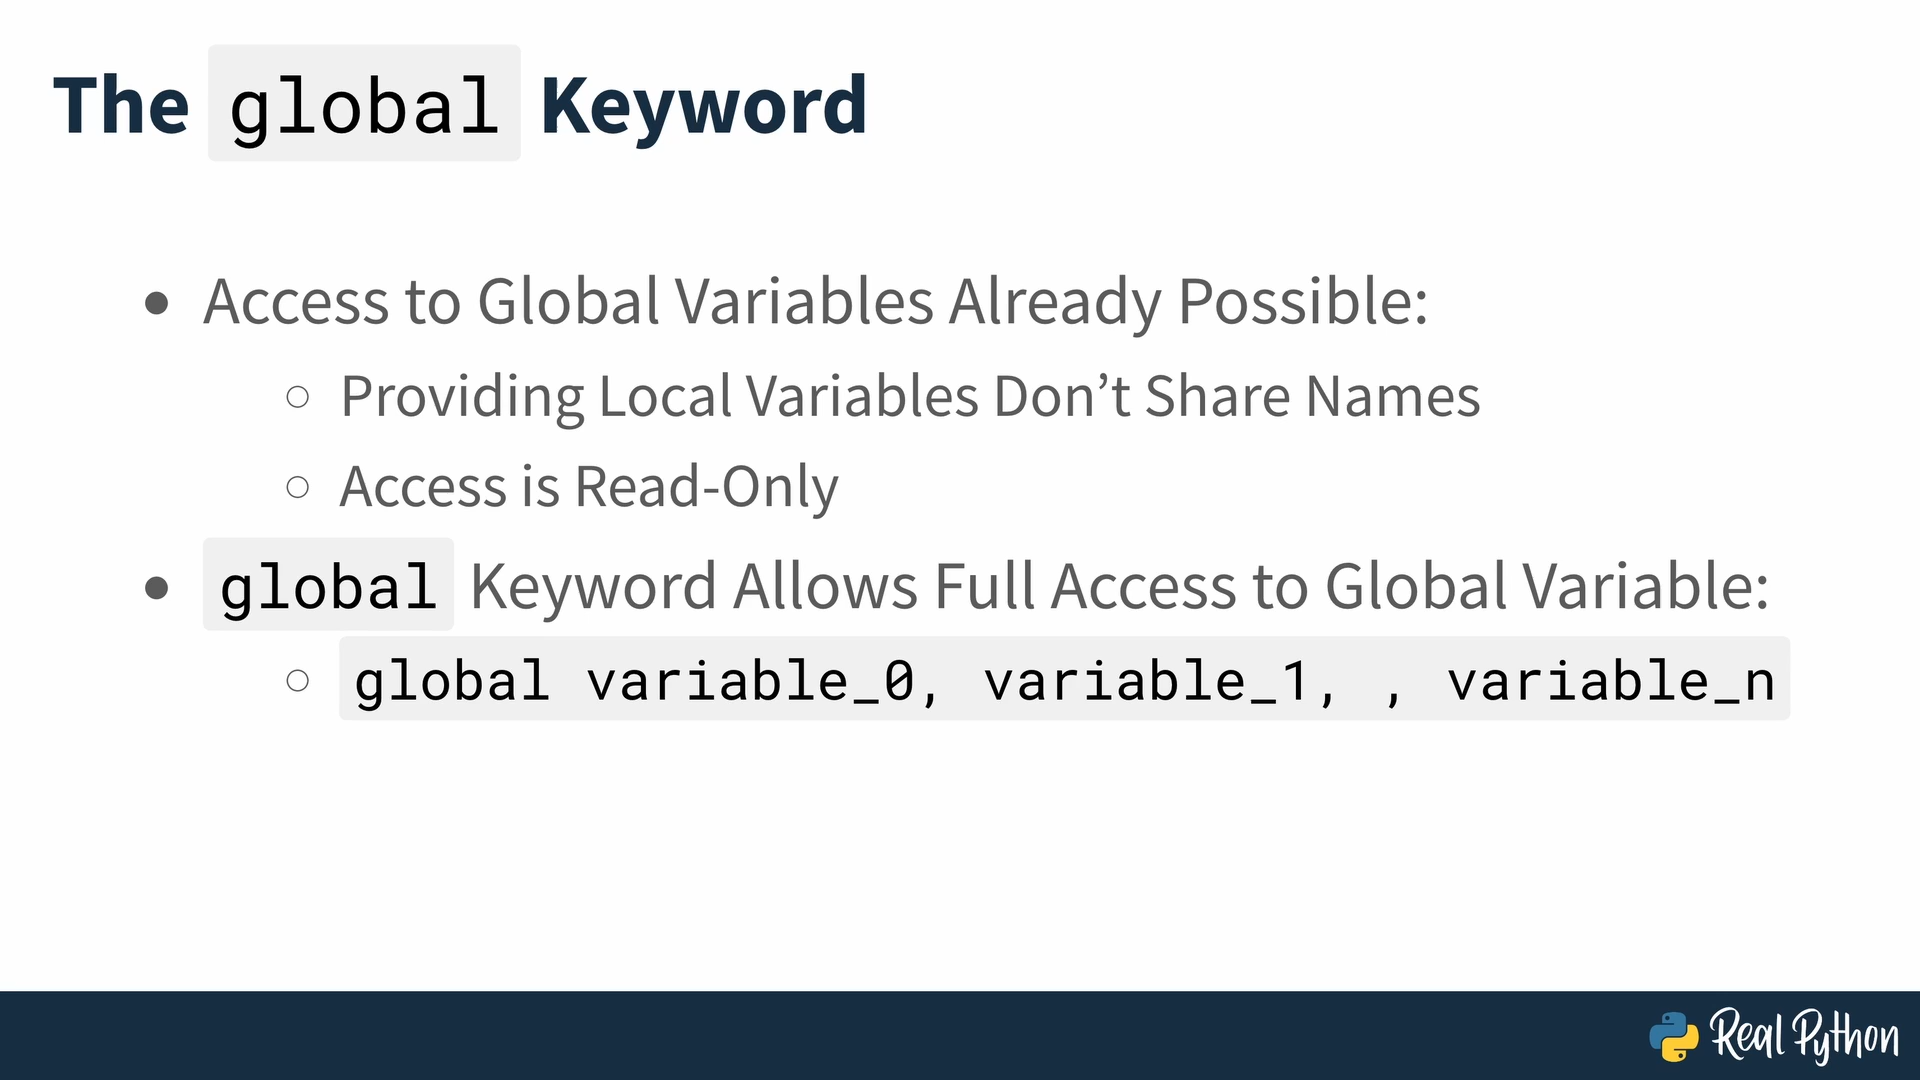 The global Keyword
Access to Global Variables Already Possible:
Providing Local Variables Don’t Share Names
Access is Read-Only
global Keyword Allows Full Access to Global Variable:
global variable_0, variable_1, , variable_n
Real Python